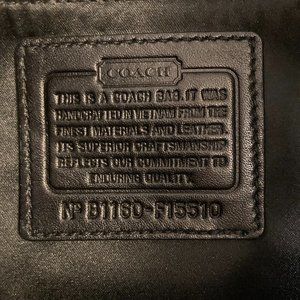 COACH
THIS IS A COACH BAG. IT WAS
HANDCRAFTED IN VIETNAM FROM THE
FINEST MATERIALS AND LEATHER.
ITS SUPERIOR CRAFTSMANSHIP
REFLECTS OUR COMMITMENT TO
ENDURING QUALITY.
Nº B1160-F15510